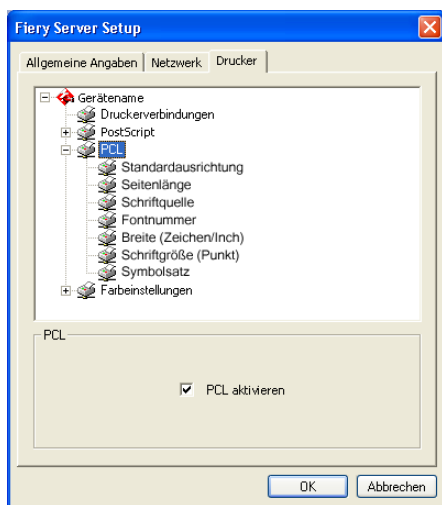 Fiery Server Setup
Allgemeine Angaben Netzwerk Drucker
Gerätename
Druckerverbindungen
PostScript
PCL
Standardausrichtung
Seitenlänge
Schriftquelle
Fontnummer
Breite (Zeichen/Inch)
Schriftgröße (Punkt)
Symbolsatz
Farbeinstellungen
PCL
PCL aktivieren
OK Abbrechen